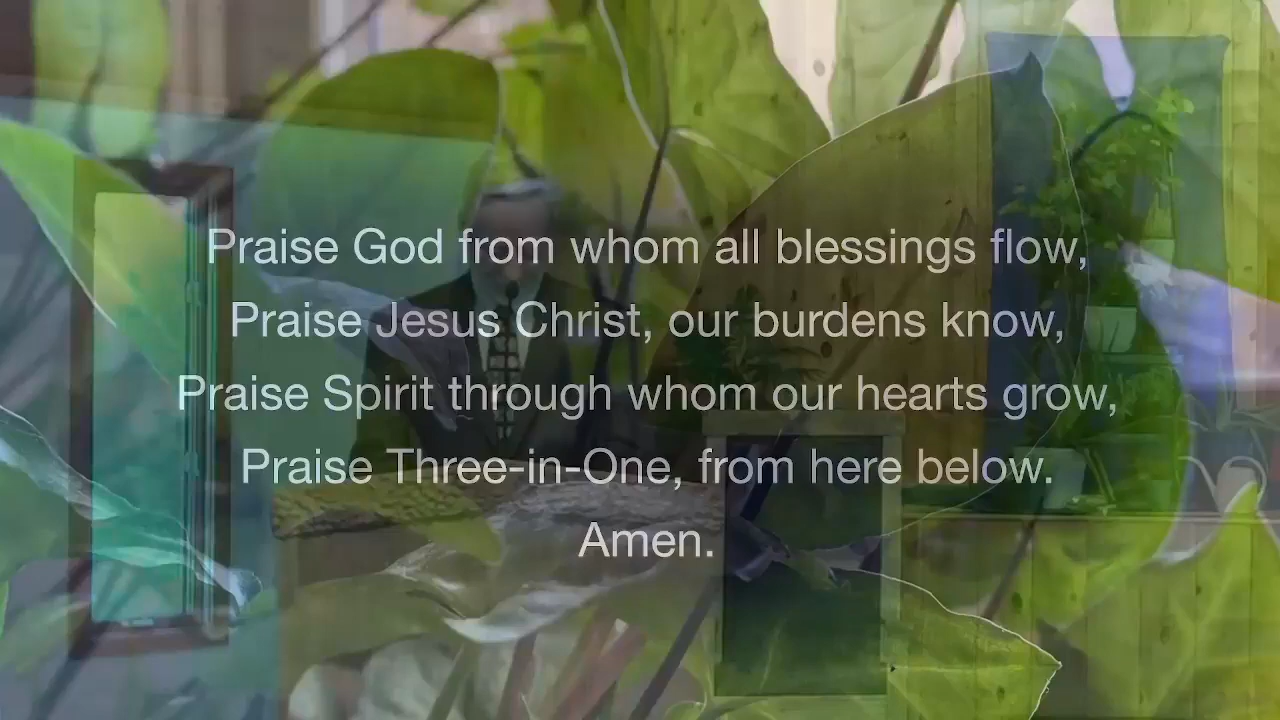 Praise God from whom all blessings flow,
Praise Jesus Christ, our burdens know,
Praise Spirit through whom our hearts grow,
Praise Three-in-One, from here below.
Amen.